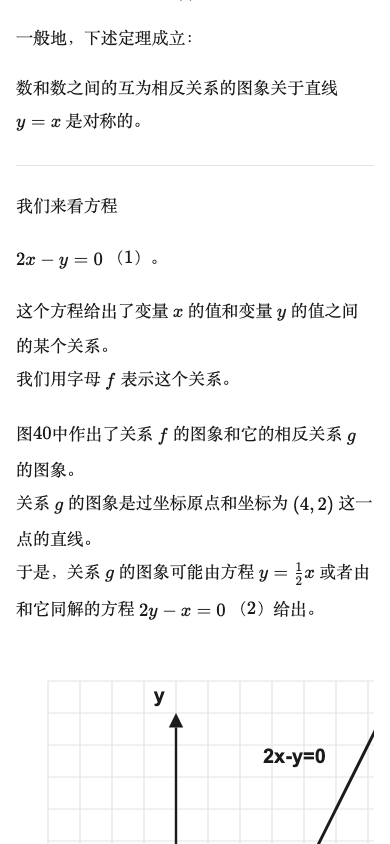 一般地，下述定理成立：
数和数之间的互为相反关系的图象关于直线
y = x 是对称的。
我们来看方程
2x − y = 0 （1）。
这个方程给出了变量 x 的值和变量 y 的值之间
的某个关系。
我们用字母 f 表示这个关系。
图40中作出了关系 f 的图象和它的相反关系 g
的图象。
关系 g 的图象是过坐标原点和坐标为 (4, 2) 这一
点的直线。
于是，关系 g 的图象可能由方程 y = ½x 或者由
和它同解的方程 2y − x = 0 （2）给出。
y
2x-y=0